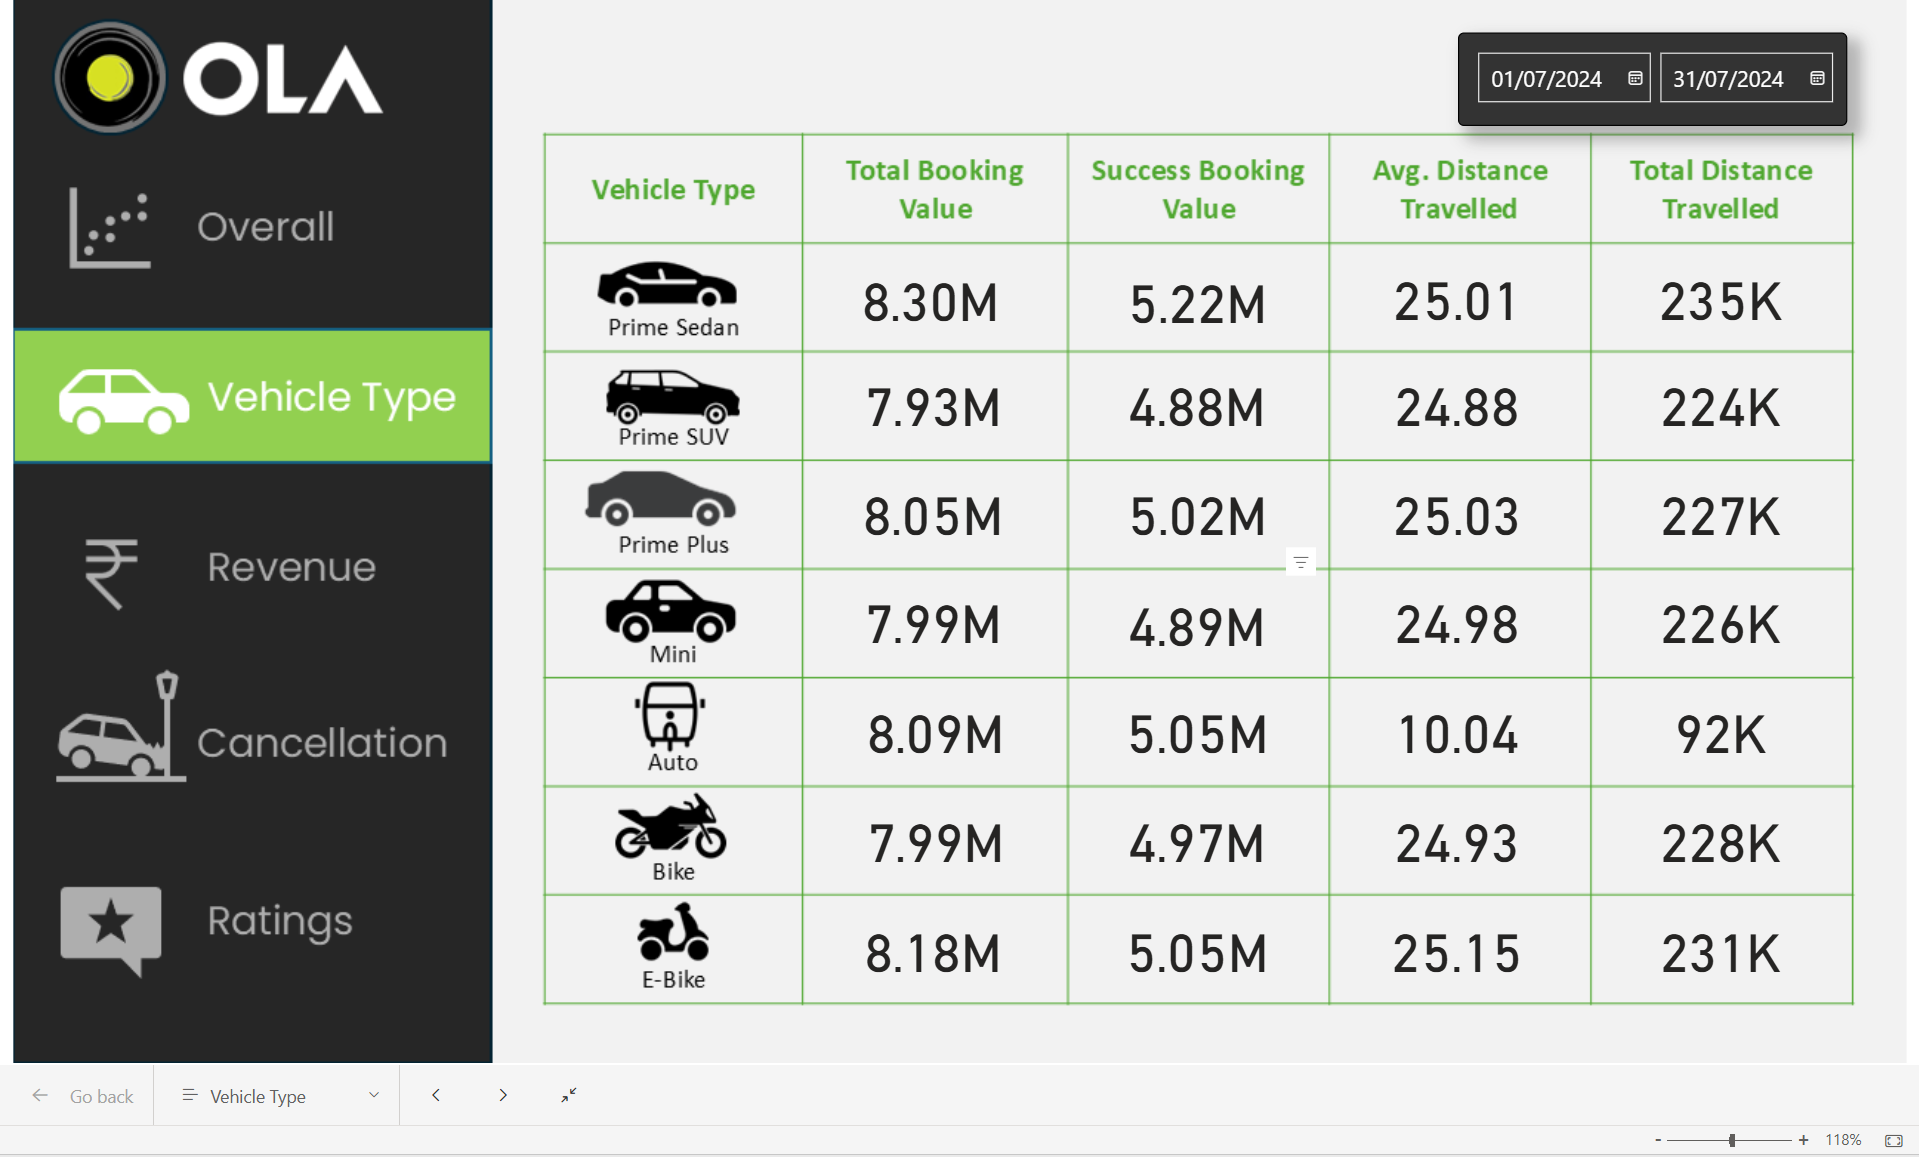 OLA
01/07/2024
31/07/2024
Overall
Vehicle Type
Revenue
Cancellation
Ratings
Vehicle Type
Total Booking
Value
Success Booking
Value
Avg. Distance
Travelled
Total Distance
Travelled
Prime Sedan
8.30M
5.22M
25.01
235K
Prime SUV
7.93M
4.88M
24.88
224K
Prime Plus
8.05M
5.02M
25.03
227K
Mini
7.99M
4.89M
24.98
226K
Auto
8.09M
5.05M
10.04
92K
Bike
7.99M
4.97M
24.93
228K
E-Bike
8.18M
5.05M
25.15
231K
Go back
Vehicle Type
- + 118%